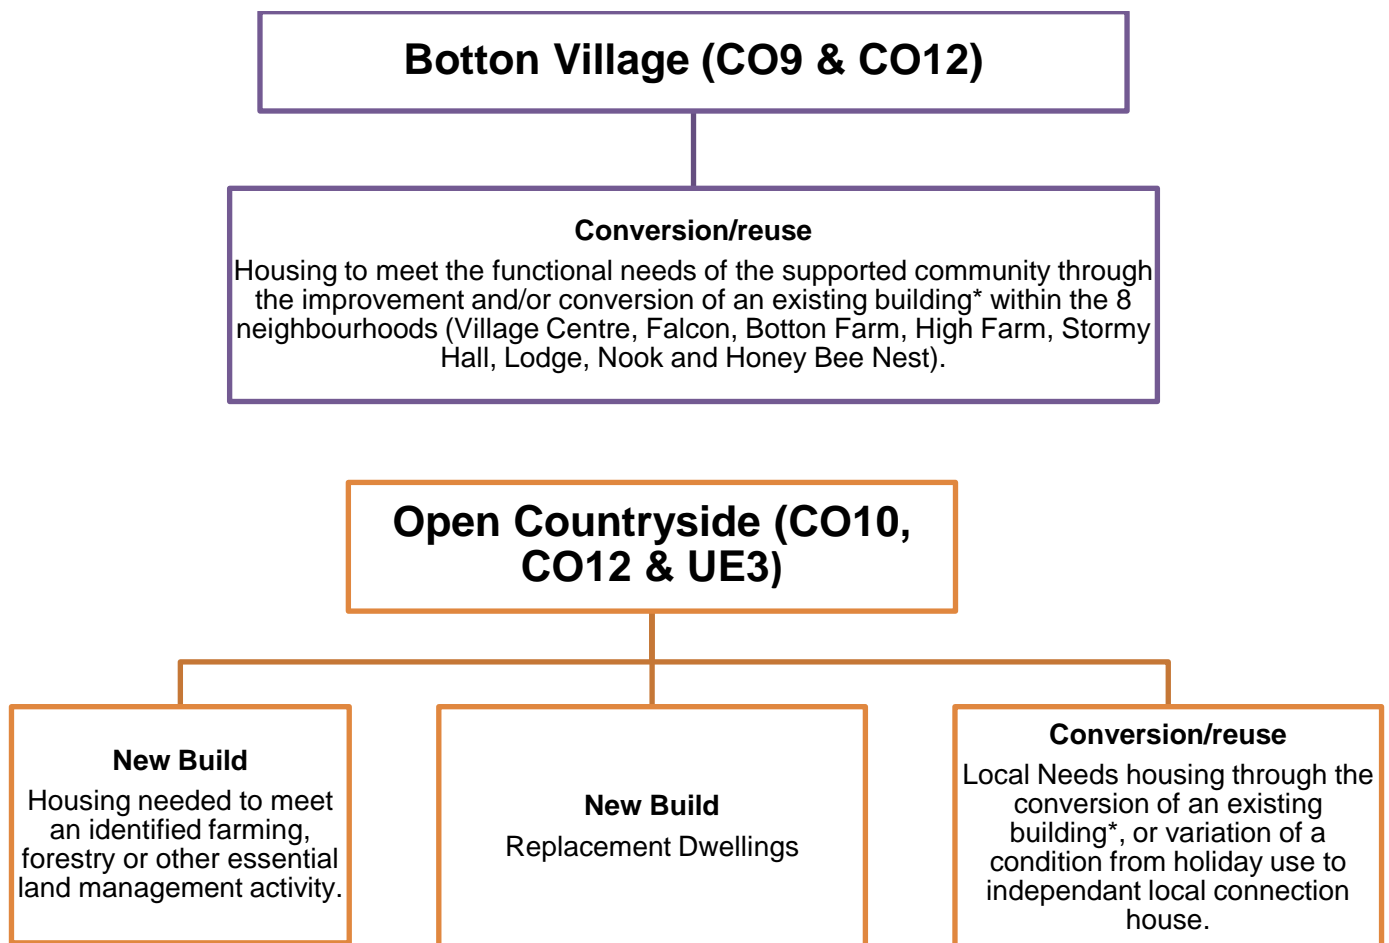 Botton Village (CO9 & CO12)
Conversion/reuse
Housing to meet the functional needs of the supported community through
the improvement and/or conversion of an existing building* within the 8
neighbourhoods (Village Centre, Falcon, Botton Farm, High Farm, Stormy
Hall, Lodge, Nook and Honey Bee Nest).
Open Countryside (CO10,
CO12 & UE3)
New Build
Housing needed to meet
an identified farming,
forestry or other essential
land management activity.
New Build
Replacement Dwellings
Conversion/reuse
Local Needs housing through the
conversion of an existing
building*, or variation of a
condition from holiday use to
independant local connection
house.